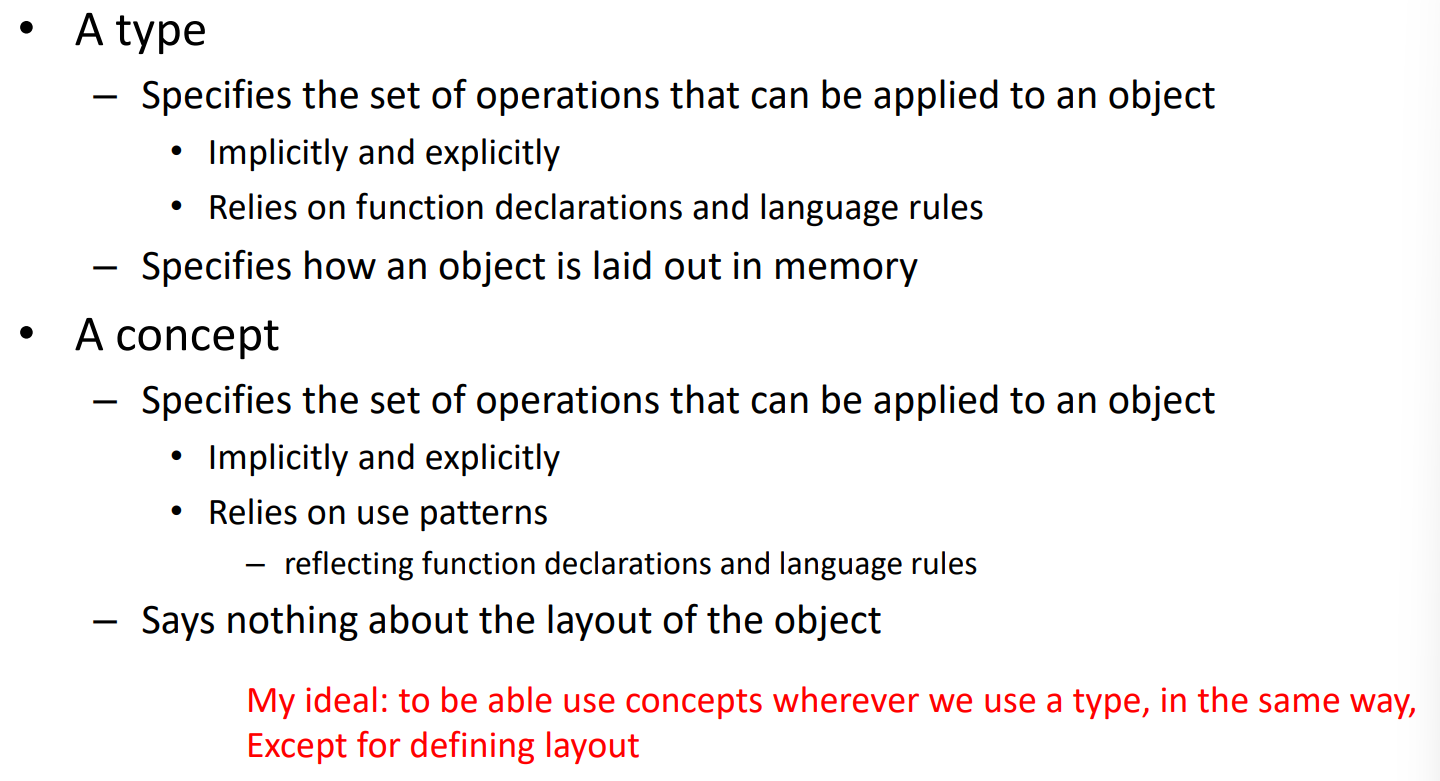 • A type
– Specifies the set of operations that can be applied to an object
• Implicitly and explicitly
• Relies on function declarations and language rules
– Specifies how an object is laid out in memory
• A concept
– Specifies the set of operations that can be applied to an object
• Implicitly and explicitly
• Relies on use patterns
– reflecting function declarations and language rules
– Says nothing about the layout of the object
My ideal: to be able use concepts wherever we use a type, in the same way,
Except for defining layout